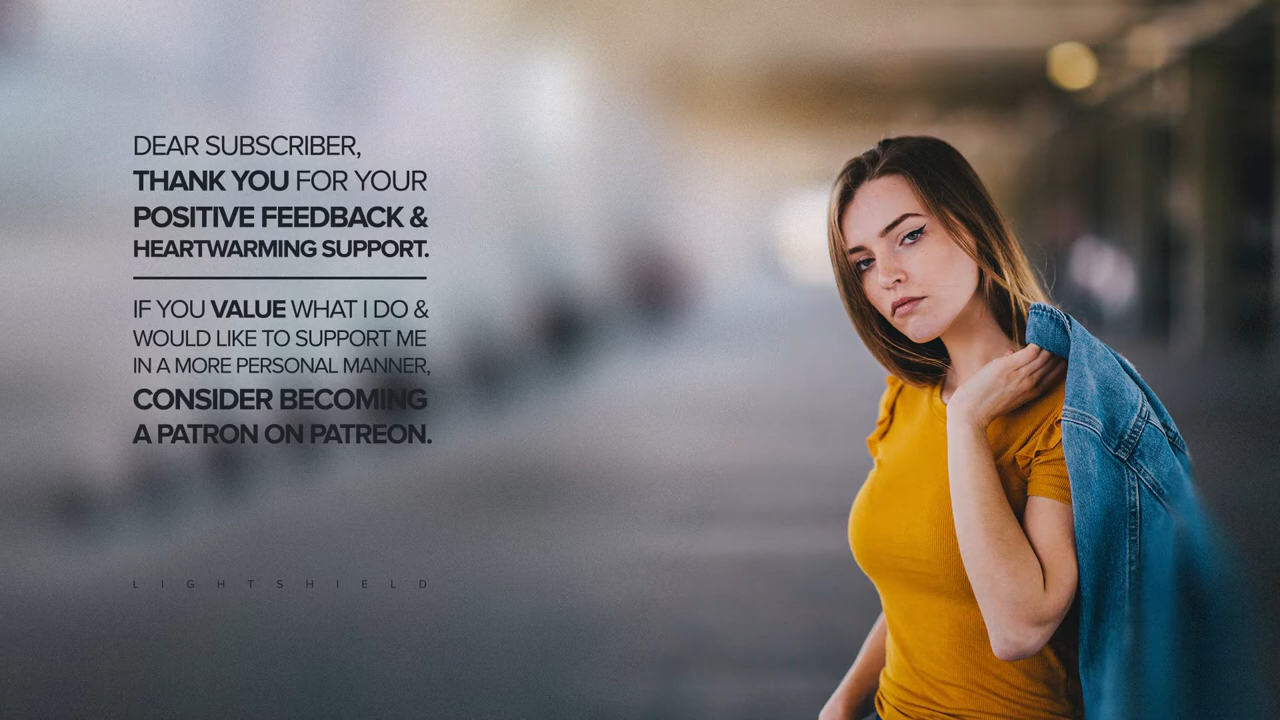 DEAR SUBSCRIBER,
THANK YOU FOR YOUR
POSITIVE FEEDBACK &
HEARTWARMING SUPPORT.
IF YOU VALUE WHAT I DO &
WOULD LIKE TO SUPPORT ME
IN A MORE PERSONAL MANNER,
CONSIDER BECOMING
A PATRON ON PATREON.
LIGHTSHIELD